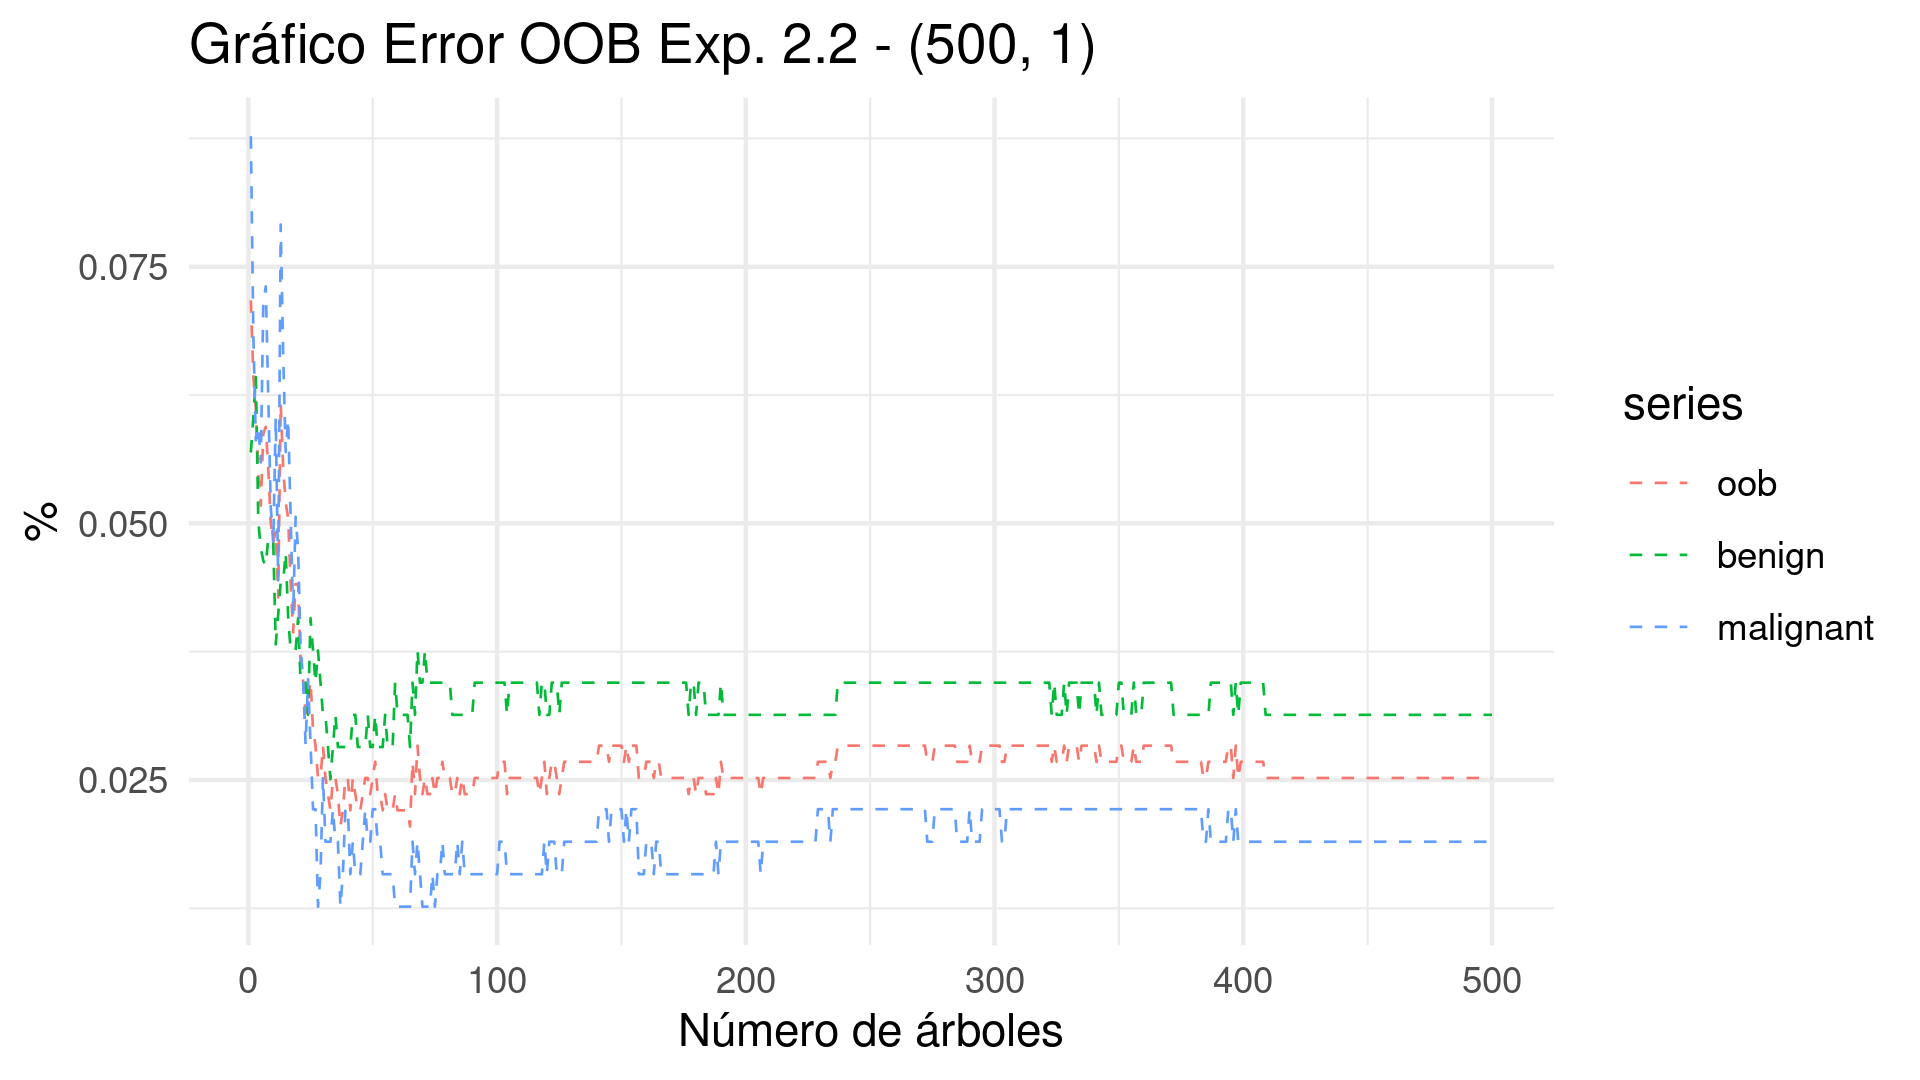 Gráfico Error OOB Exp. 2.2 - (500, 1)
%
0.075
0.050
0.025
0
100
200
300
400
500
Número de árboles
series
oob
benign
malignant